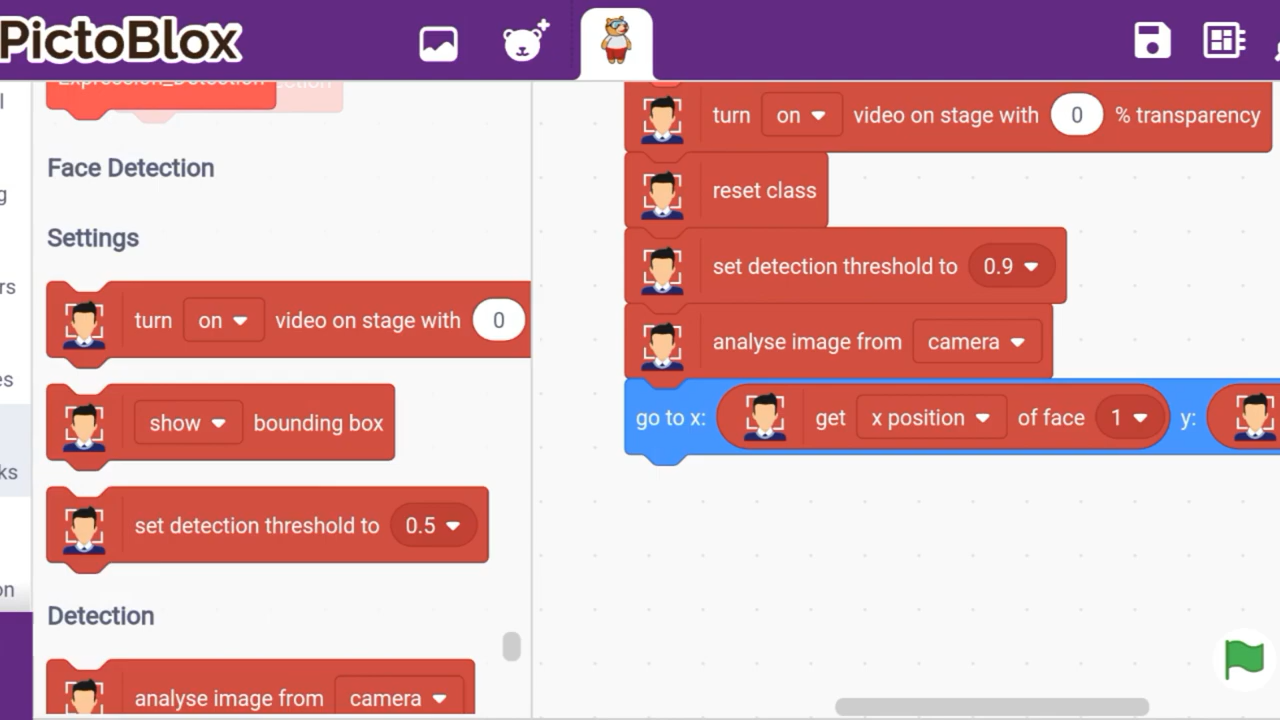 PictoBlox
Expression_Detection
Face Detection
Settings
turn on video on stage with 0
show bounding box
set detection threshold to 0.5
Detection
analyse image from camera
turn on video on stage with 0 % transparency
reset class
set detection threshold to 0.9
analyse image from camera
go to x: get x position of face 1 y: